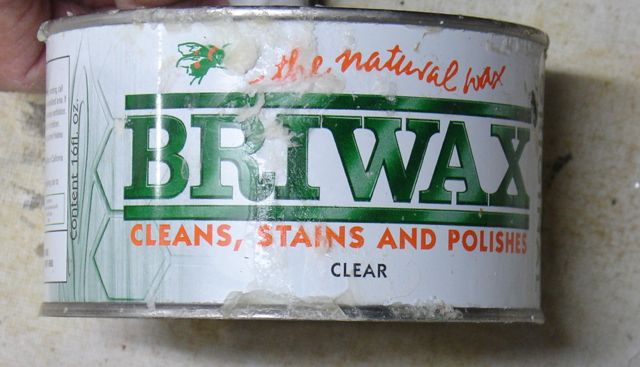 the natural wax
BRIWAX
CLEANS, STAINS AND POLISHES
CLEAR
Content 16fl. oz.